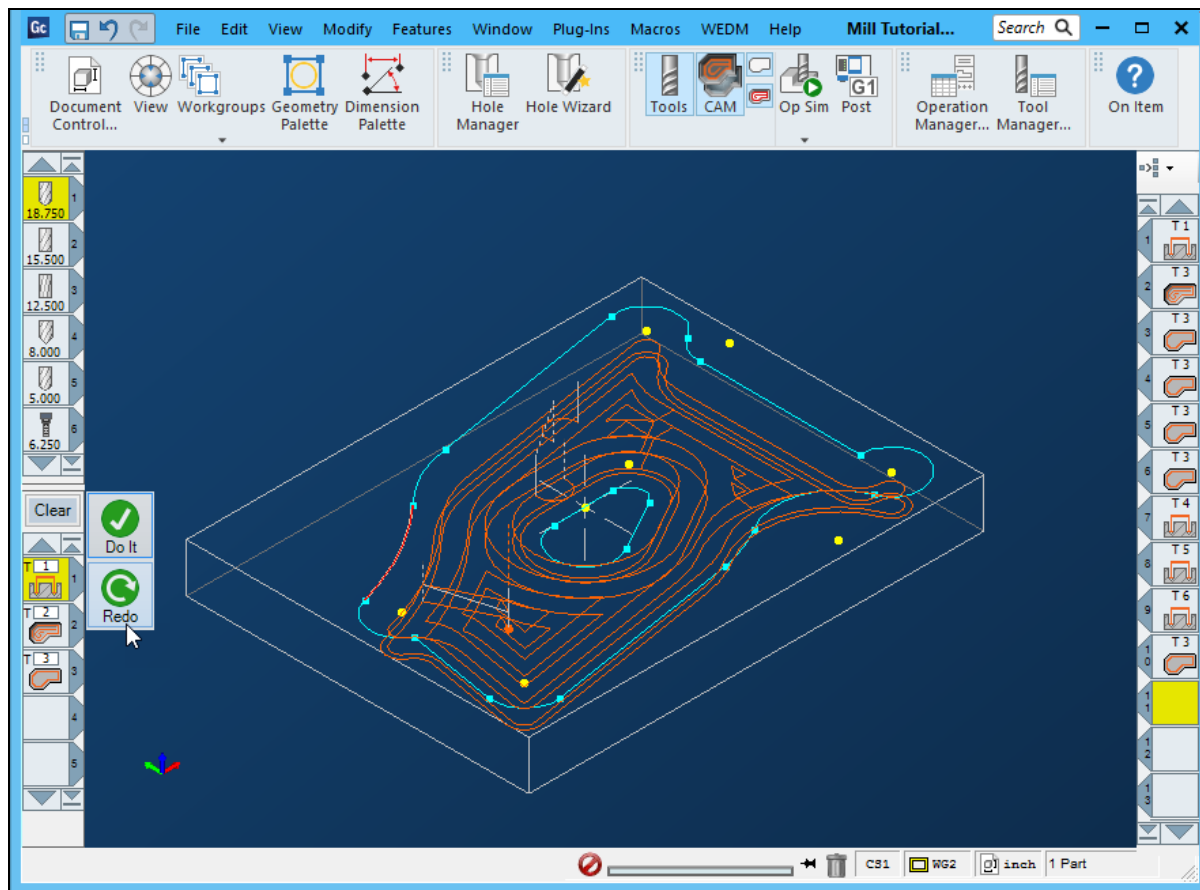 Gc File Edit View Modify Features Window Plug-Ins Macros WEDM Help Mill Tutorial... Search
Document Control...
View
Workgroups
Geometry Palette
Dimension Palette
Hole Manager
Hole Wizard
Tools
CAM
Op Sim
G1
Post
Operation Manager...
Tool Manager...
?
On Item
1
18.750
2
15.500
3
12.500
4
8.000
5
5.000
6
6.250
Clear
Do It
Redo
T 1
1
T 2
2
T 3
3
4
5
T 1
1
T 3
2
T 3
3
T 3
4
T 3
5
T 3
6
T 4
7
T 5
8
T 6
9
T 3
10
11
12
13
CS1 WG2 inch 1 Part